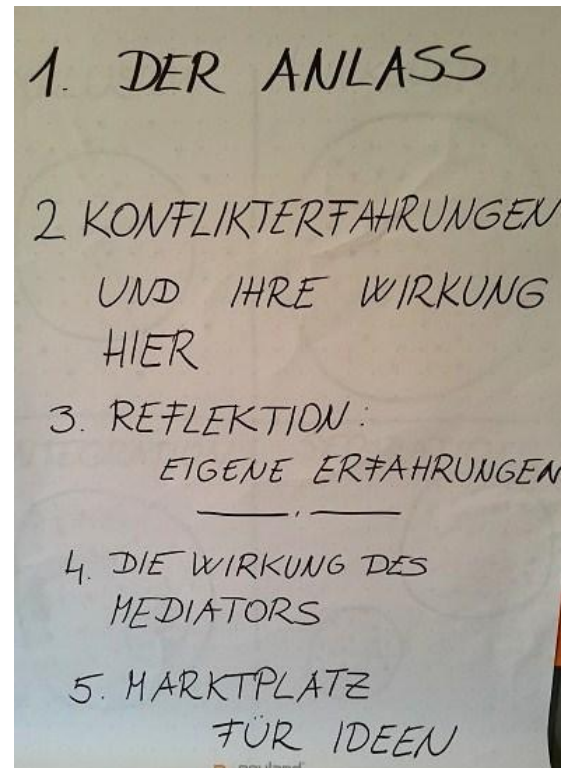 1. DER ANLASS
2 KONFLIKTERFAHRUNGEN
UND IHRE WIRKUNG
HIER
3. REFLEKTION:
EIGENE ERFAHRUNGEN
4. DIE WIRKUNG DES
MEDIATORS
5. MARKTPLATZ
FÜR IDEEN